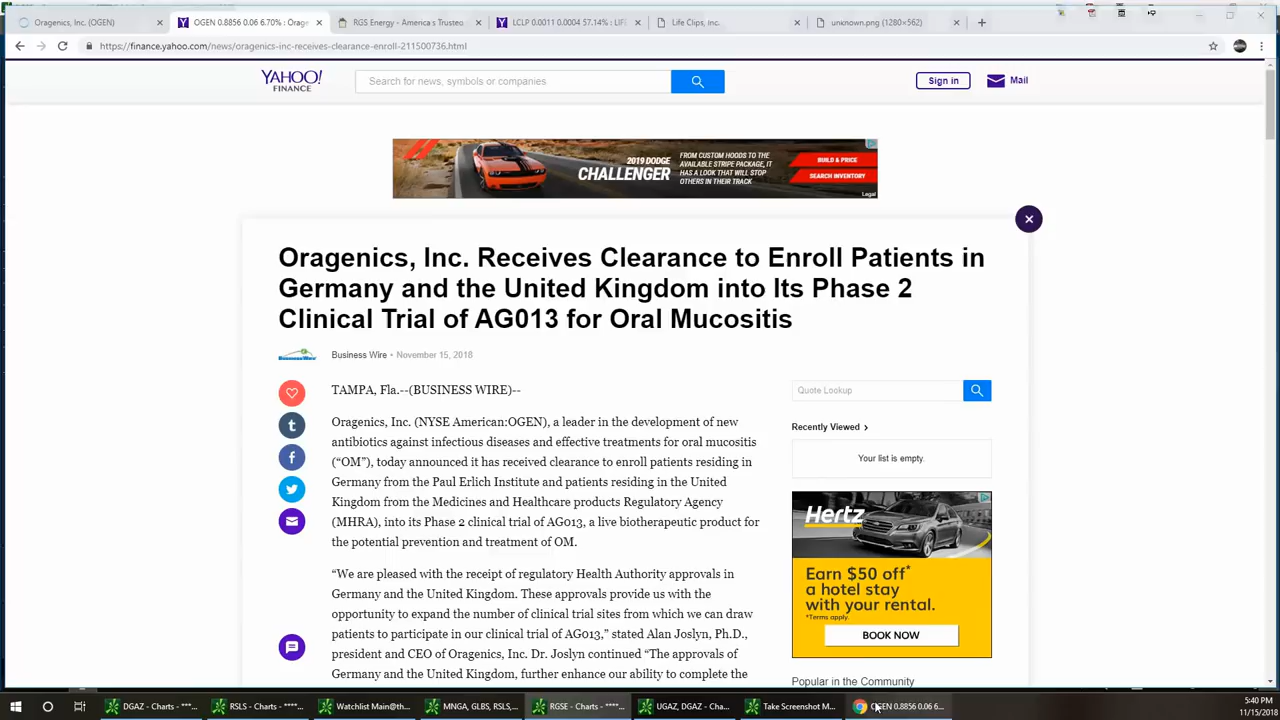 Oragenics, Inc. (OGEN)
OGEN 0.8856 0.06 6.70% : Orage
RGS Energy - America's Trustec
LCLP 0.0011 0.0004 57.14% : LIF
Life Clips, Inc.
unknown.png (1280×562)
https://finance.yahoo.com/news/oragenics-inc-receives-clearance-enroll-211500736.html
YAHOO!
FINANCE
Search for news, symbols or companies
Sign in
Mail
2019 DODGE
CHALLENGER
FROM CUSTOM HOODS TO THE
AVAILABLE STRIPE PACKAGE, IT
HAS A LOOK THAT WILL STOP
OTHERS IN THEIR TRACK
BUILD & PRICE
SEARCH INVENTORY
Legal
Oragenics, Inc. Receives Clearance to Enroll Patients in
Germany and the United Kingdom into Its Phase 2
Clinical Trial of AG013 for Oral Mucositis
Business Wire
Business Wire • November 15, 2018
TAMPA, Fla.--(BUSINESS WIRE)--
Oragenics, Inc. (NYSE American:OGEN), a leader in the development of new
antibiotics against infectious diseases and effective treatments for oral mucositis
(“OM”), today announced it has received clearance to enroll patients residing in
Germany from the Paul Erlich Institute and patients residing in the United
Kingdom from the Medicines and Healthcare products Regulatory Agency
(MHRA), into its Phase 2 clinical trial of AG013, a live biotherapeutic product for
the potential prevention and treatment of OM.
“We are pleased with the receipt of regulatory Health Authority approvals in
Germany and the United Kingdom. These approvals provide us with the
opportunity to expand the number of clinical trial sites from which we can draw
patients to participate in our clinical trial of AG013,” stated Alan Joslyn, Ph.D.,
president and CEO of Oragenics, Inc. Dr. Joslyn continued “The approvals of
Germany and the United Kingdom, further enhance our ability to complete the
Quote Lookup
Recently Viewed
Your list is empty.
Hertz
Earn $50 off*
a hotel stay
with your rental.
*Terms apply.
BOOK NOW
Popular in the Community
DGAZ - Charts - ****...
RSLS - Charts - ****...
Watchlist Main@th...
MNGA, GLBS, RSLS,...
RGSE - Charts - ****...
UGAZ, DGAZ - Cha...
Take Screenshot M...
OGEN 0.8856 0.06 6...
5:40 PM
11/15/2018